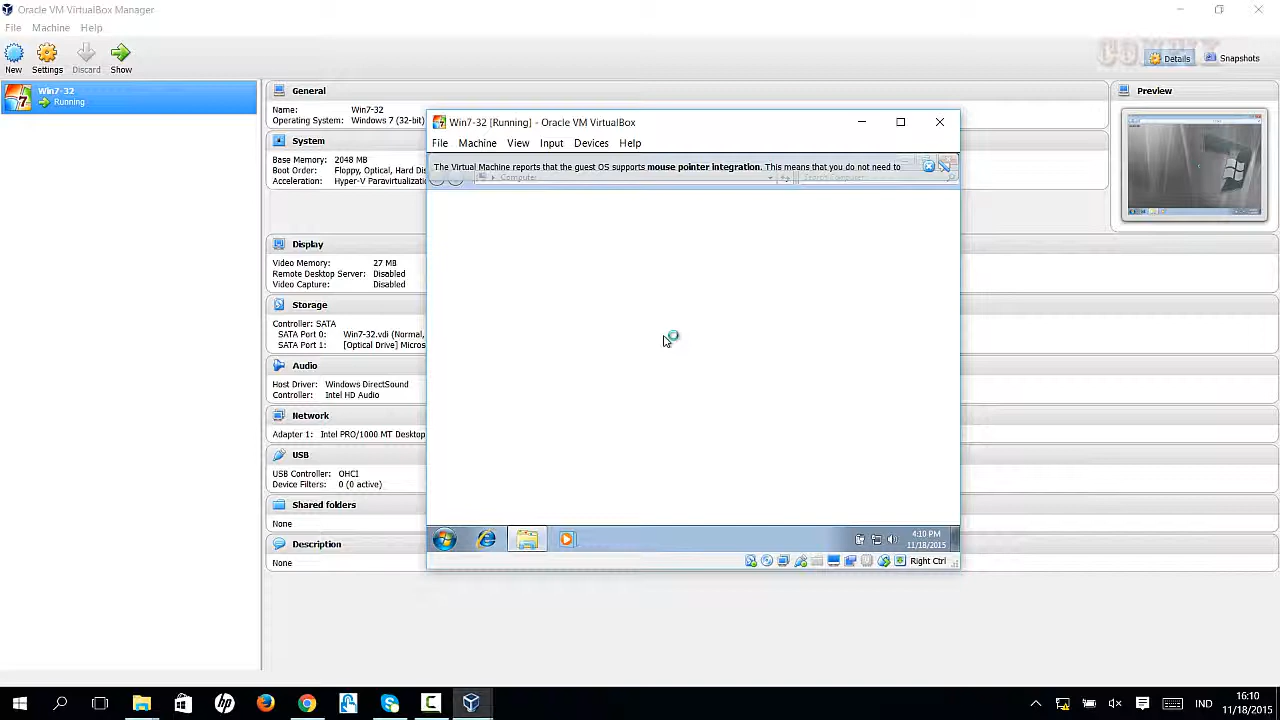 Oracle VM VirtualBox Manager
File Machine Help
New Settings Discard Show
Details Snapshots
Win7-32
Running
General
Name: Win7-32
Operating System: Windows 7 (32-bit)
System
Base Memory: 2048 MB
Boot Order: Floppy, Optical, Hard Dis
Acceleration: Hyper-V Paravirtualizatio
Display
Video Memory: 27 MB
Remote Desktop Server: Disabled
Video Capture: Disabled
Storage
Controller: SATA
SATA Port 0: Win7-32.vdi (Normal,
SATA Port 1: [Optical Drive] Micros
Audio
Host Driver: Windows DirectSound
Controller: Intel HD Audio
Network
Adapter 1: Intel PRO/1000 MT Desktop
USB
USB Controller: OHCI
Device Filters: 0 (0 active)
Shared folders
None
Description
None
Preview
Win7-32 [Running] - Oracle VM VirtualBox
File Machine View Input Devices Help
The Virtual Machine reports that the guest OS supports mouse pointer integration. This means that you do not need to
Computer
Search Computer
4:10 PM
11/18/2015
Right Ctrl
IND
16:10
11/18/2015